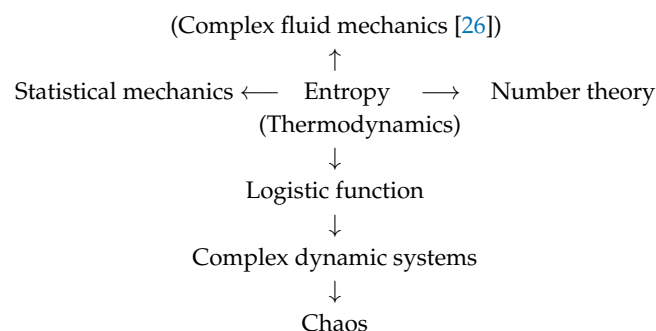 (Complex fluid mechanics [26])
↑
Statistical mechanics ← Entropy → Number theory
(Thermodynamics)
↓
Logistic function
↓
Complex dynamic systems
↓
Chaos